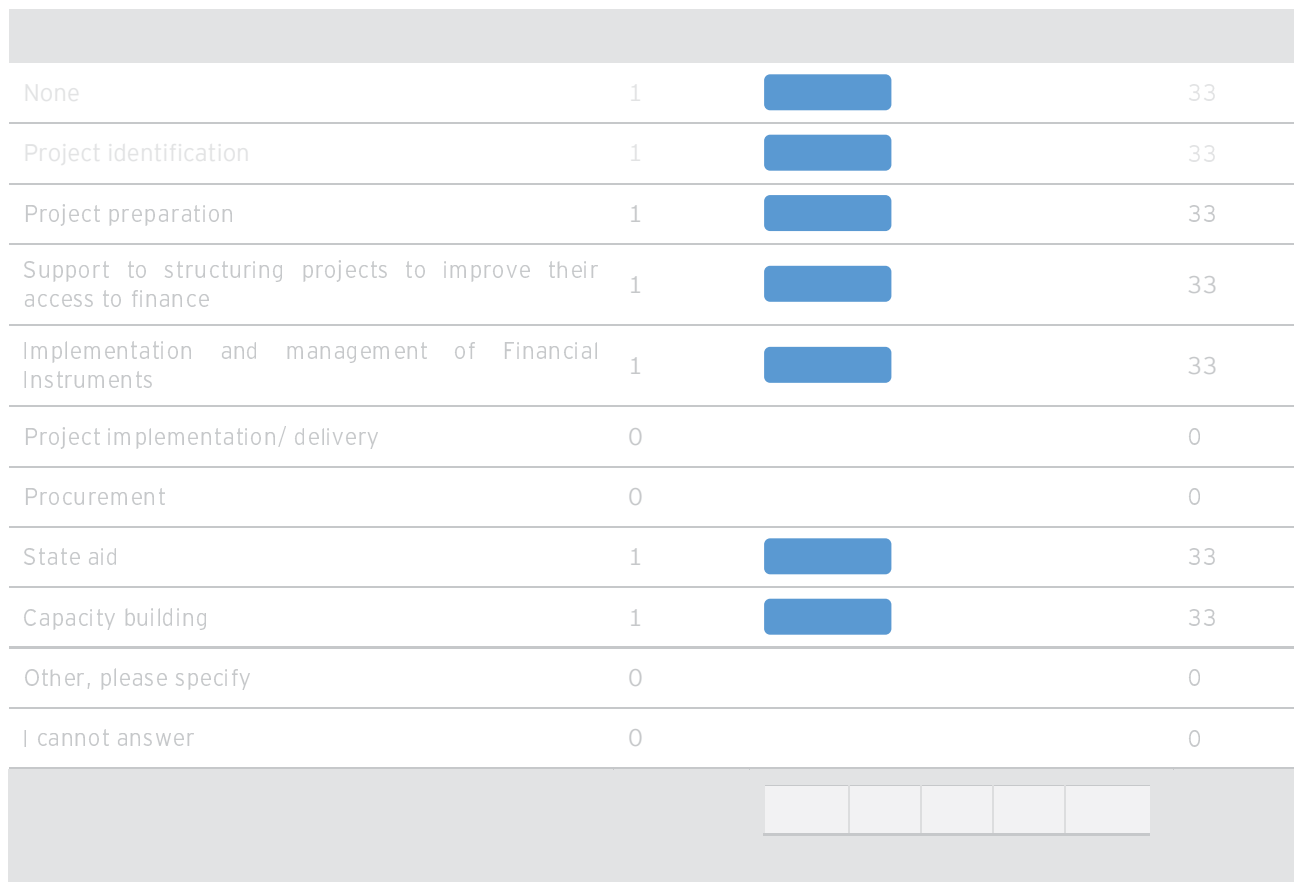 None 1 33
Project identification 1 33
Project preparation 1 33
Support to structuring projects to improve their
access to finance 1 33
Implementation and management of Financial
Instruments 1 33
Project implementation/ delivery 0 0
Procurement 0 0
State aid 1 33
Capacity building 1 33
Other, please specify 0 0
I cannot answer 0 0